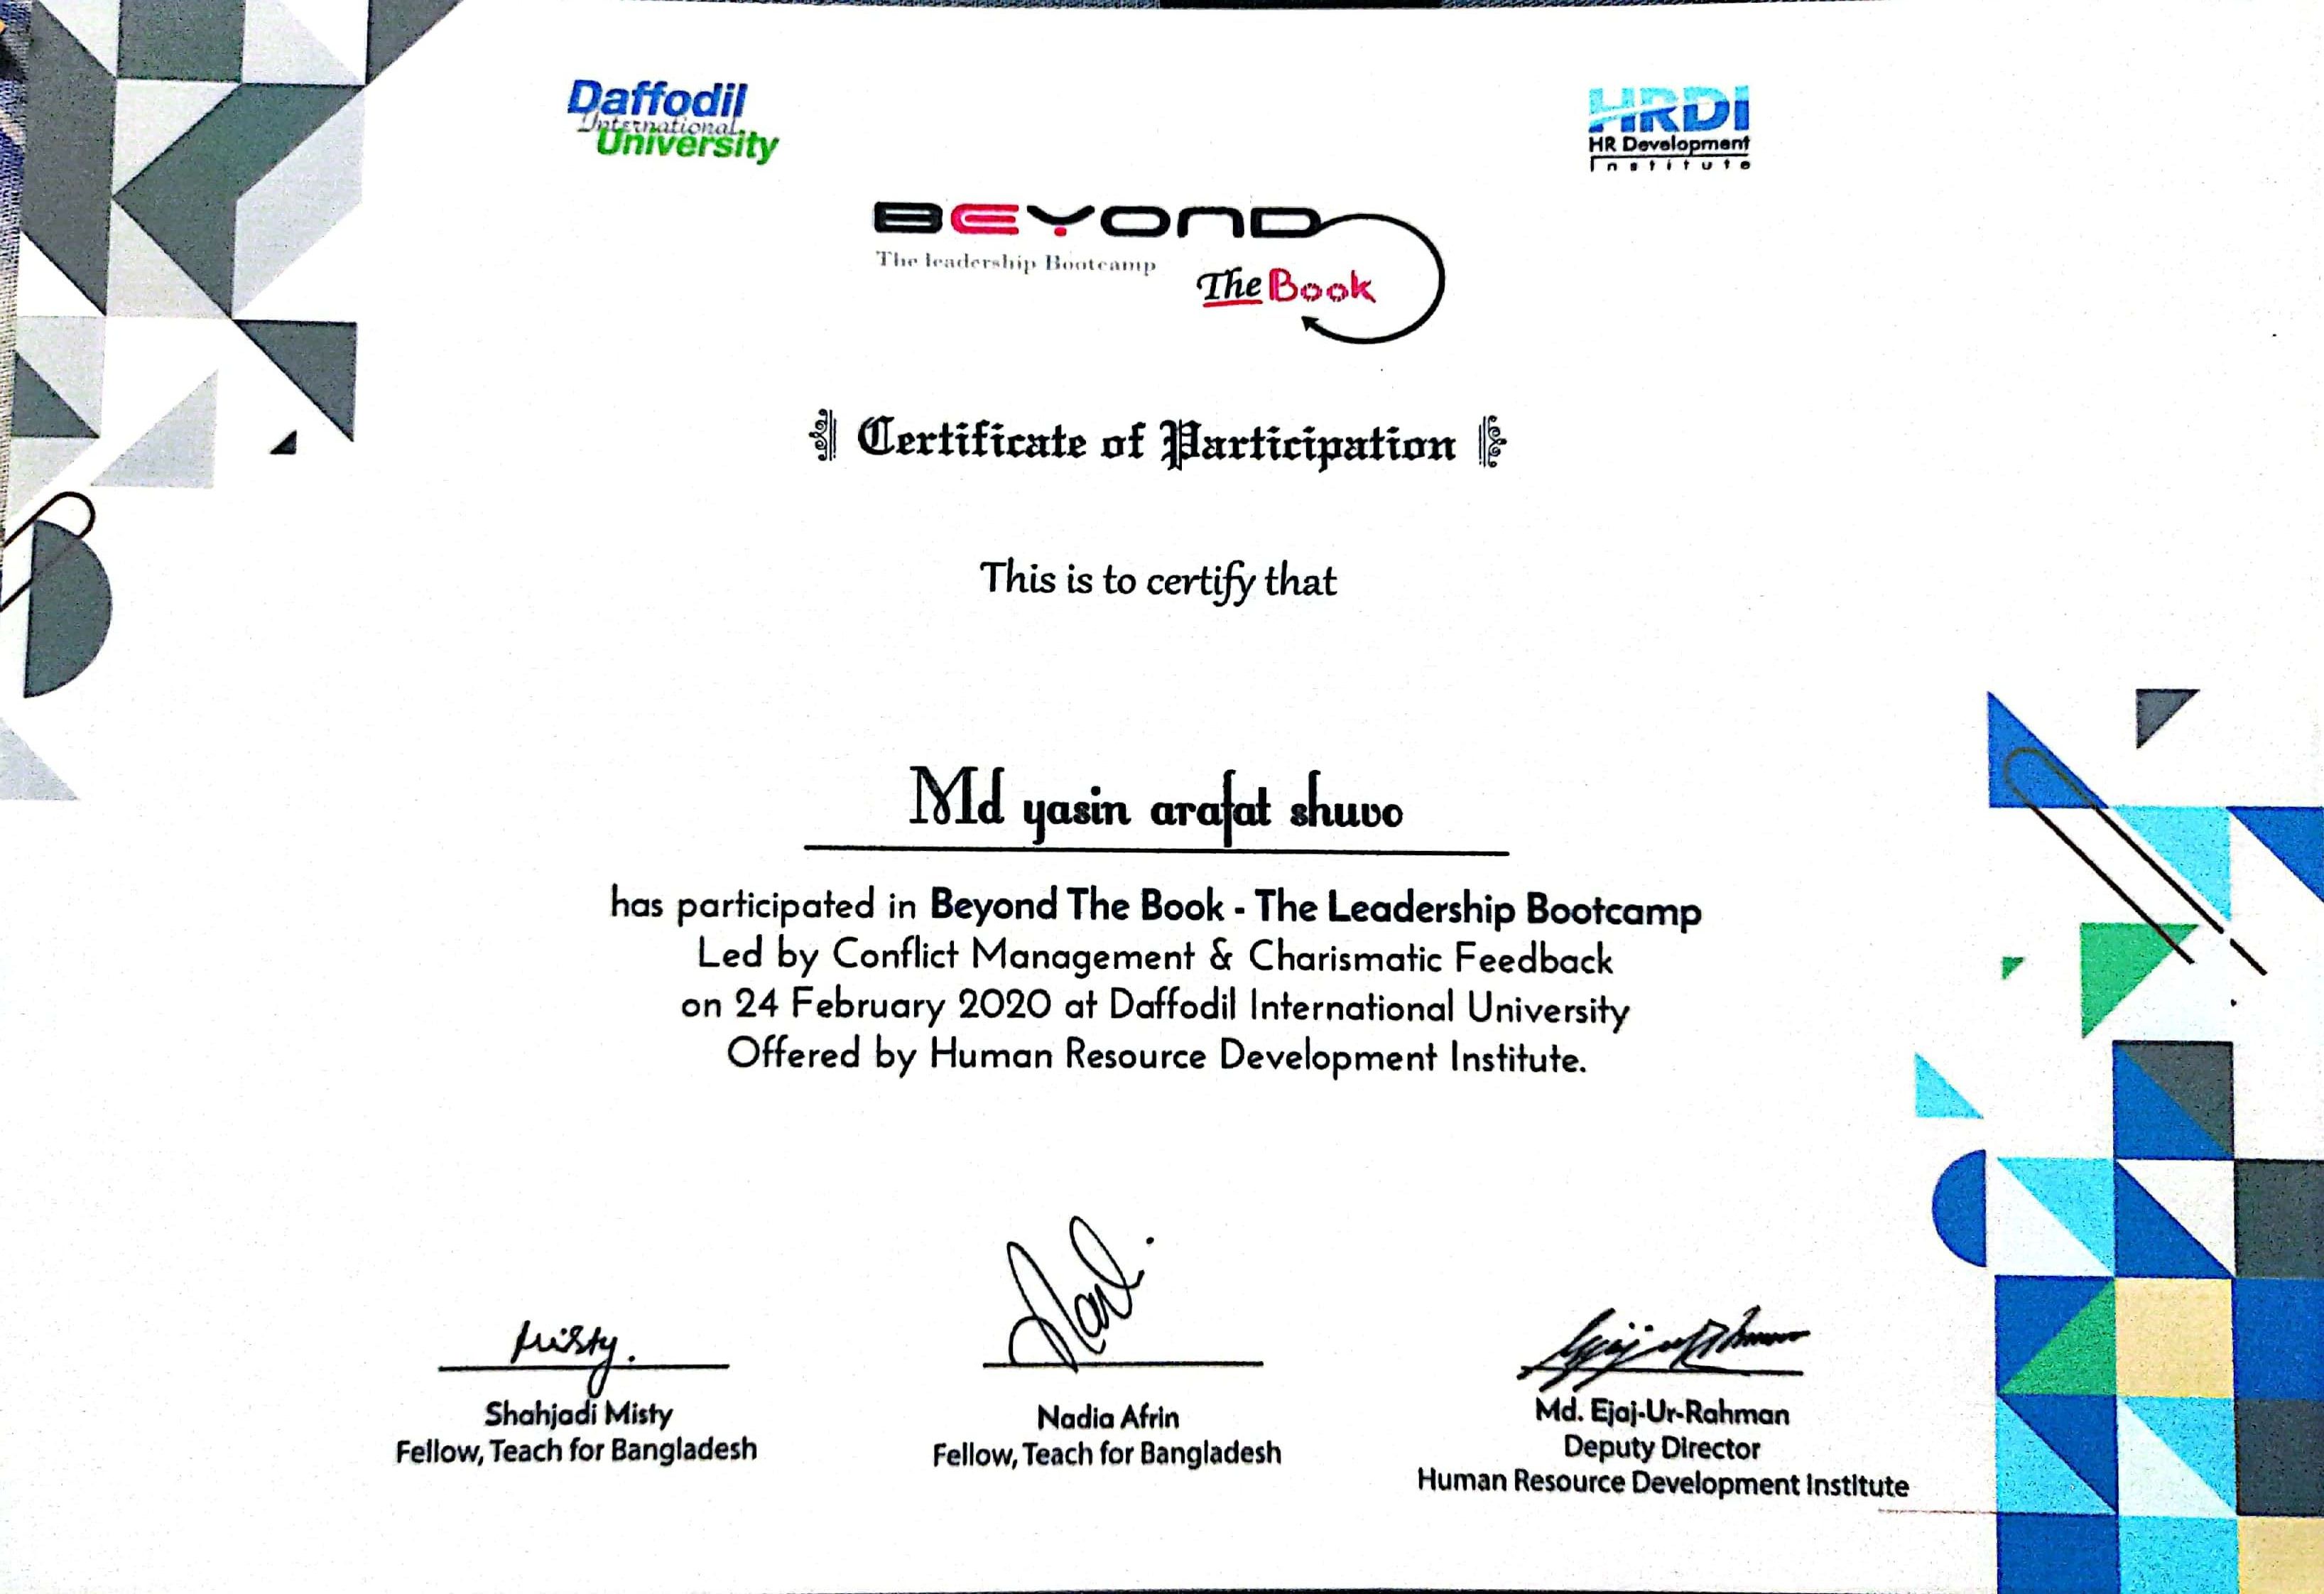 Daffodil
International
University
HRDI
HR Development
Institute
BEYOND
The leadership Bootcamp
The Book
Certificate of Participation
This is to certify that
Md yasin arafat shuvo
has participated in Beyond The Book - The Leadership Bootcamp
Led by Conflict Management & Charismatic Feedback
on 24 February 2020 at Daffodil International University
Offered by Human Resource Development Institute.
Misty.
Shahjadi Misty
Fellow, Teach for Bangladesh
Nadia Afrin
Fellow, Teach for Bangladesh
Md. Ejaj-Ur-Rahman
Deputy Director
Human Resource Development Institute